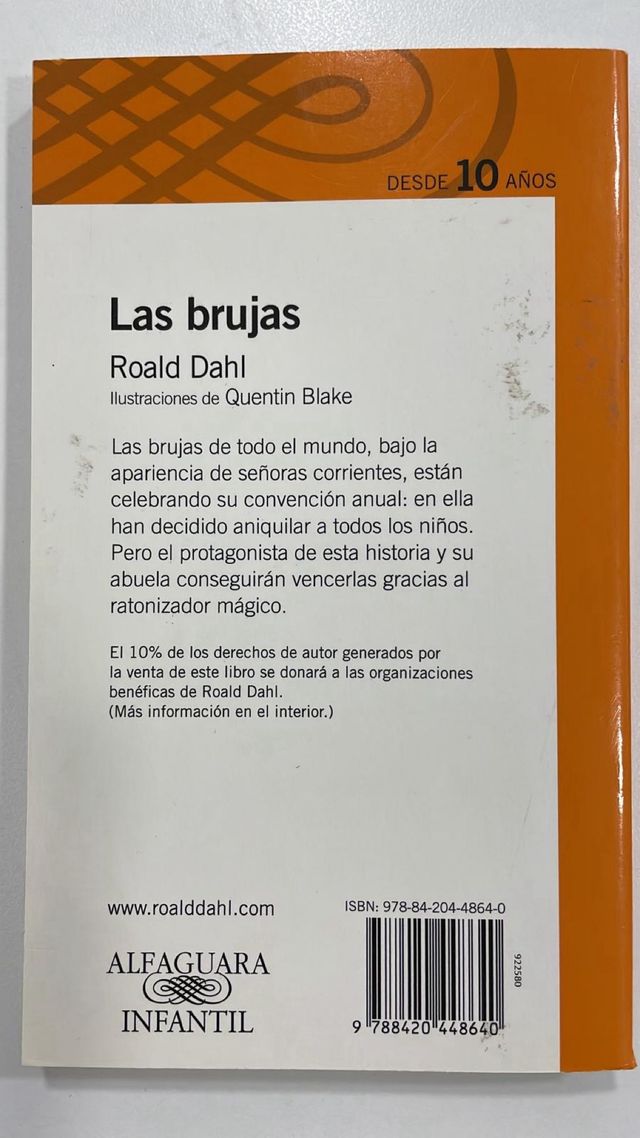 DESDE 10 AÑOS
Las brujas
Roald Dahl
Ilustraciones de Quentin Blake
Las brujas de todo el mundo, bajo la
apariencia de señoras corrientes, están
celebrando su convención anual: en ella
han decidido aniquilar a todos los niños.
Pero el protagonista de esta historia y su
abuela conseguirán vencerlas gracias al
ratonizador mágico.
El 10% de los derechos de autor generados por
la venta de este libro se donará a las organizaciones
benéficas de Roald Dahl.
(Más información en el interior.)
www.roalddahl.com
ISBN: 978-84-204-4864-0
922580
9 788420 448640
ALFAGUARA
INFANTIL